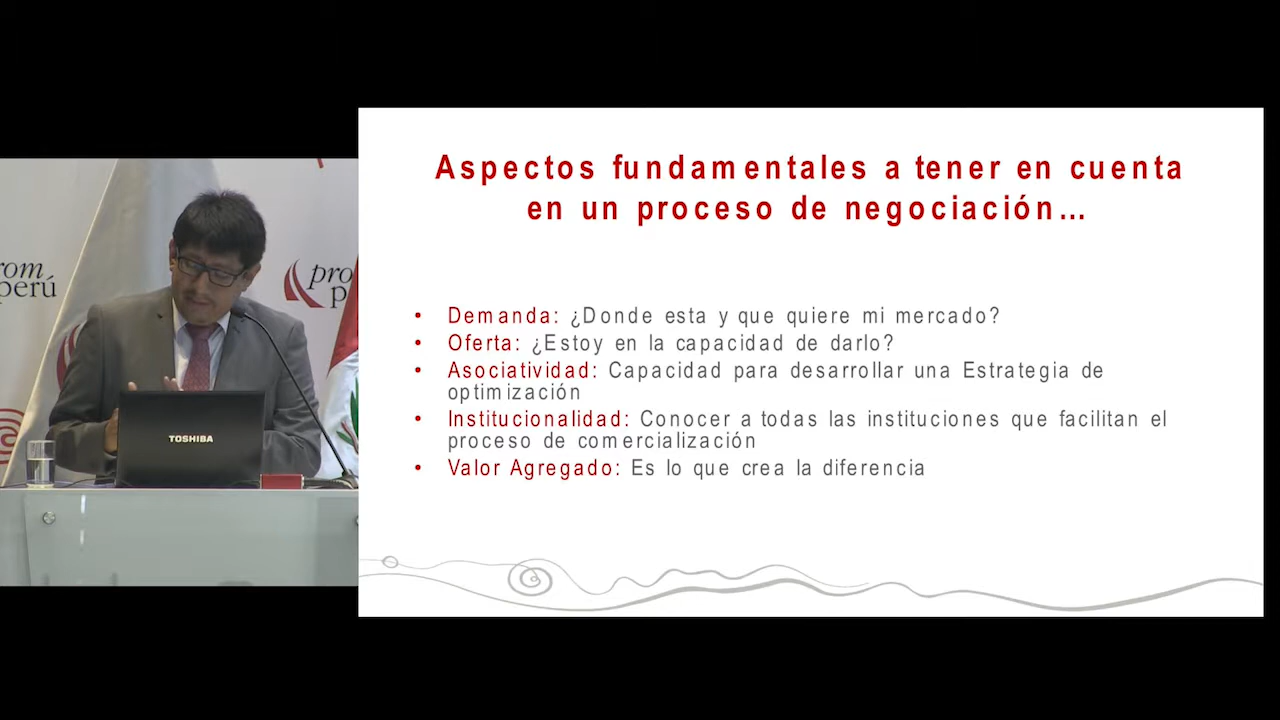 Aspectos fundamentales a tener en cuenta
en un proceso de negociación...
• Demanda: ¿Donde esta y que quiere mi mercado?
• Oferta: ¿Estoy en la capacidad de darlo?
• Asociatividad: Capacidad para desarrollar una Estrategia de
optimización
• Institucionalidad: Conocer a todas las instituciones que facilitan el
proceso de comercialización
• Valor Agregado: Es lo que crea la diferencia
rom
perú
pro
p
TOSHIBA